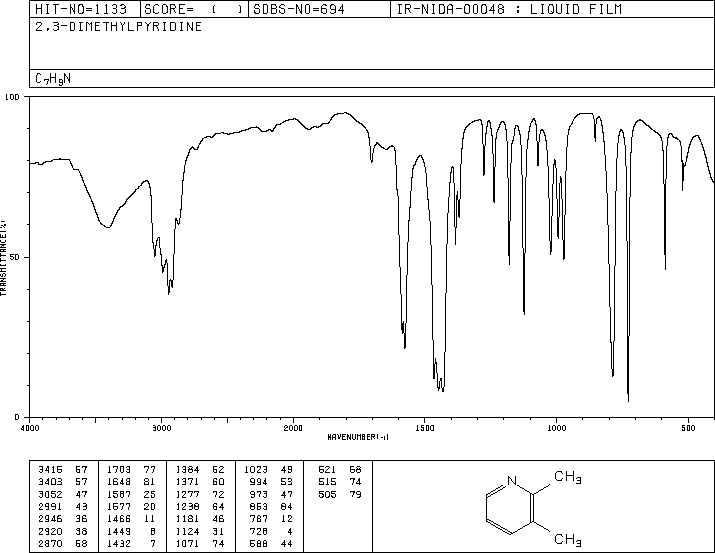 HIT-NO=1133 SCORE= ( ) SDBS-NO=694 IR-NIDA-00048 : LIQUID FILM
2,3-DIMETHYLPYRIDINE
C7H9N
100
50
0
TRANSMITTANCE(%)
4000 3000 2000 1500 1000 500
WAVENUMBER(-1)
3415 57 1703 77 1384 52 1023 49 521 68
3403 57 1648 81 1371 60 994 53 515 74
3052 47 1587 25 1277 72 973 47 505 79
2991 43 1577 20 1238 64 853 84
2946 36 1466 11 1181 46 787 12
2920 38 1449 8 1124 31 728 4
2870 58 1432 7 1071 74 588 44
N
CH3
CH3